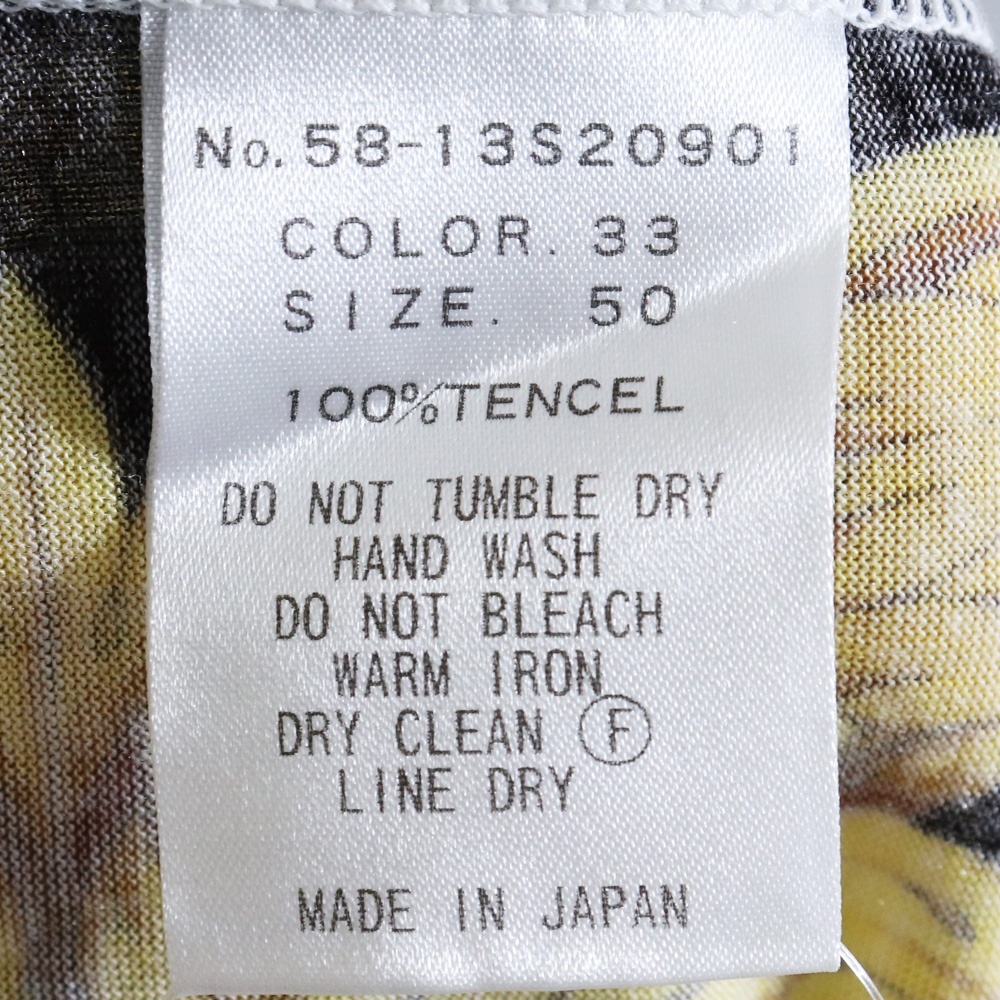 No. 58-13S20901
COLOR. 33
SIZE. 50
100%TENCEL
DO NOT TUMBLE DRY
HAND WASH
DO NOT BLEACH
WARM IRON
DRY CLEAN Ⓕ
LINE DRY
MADE IN JAPAN